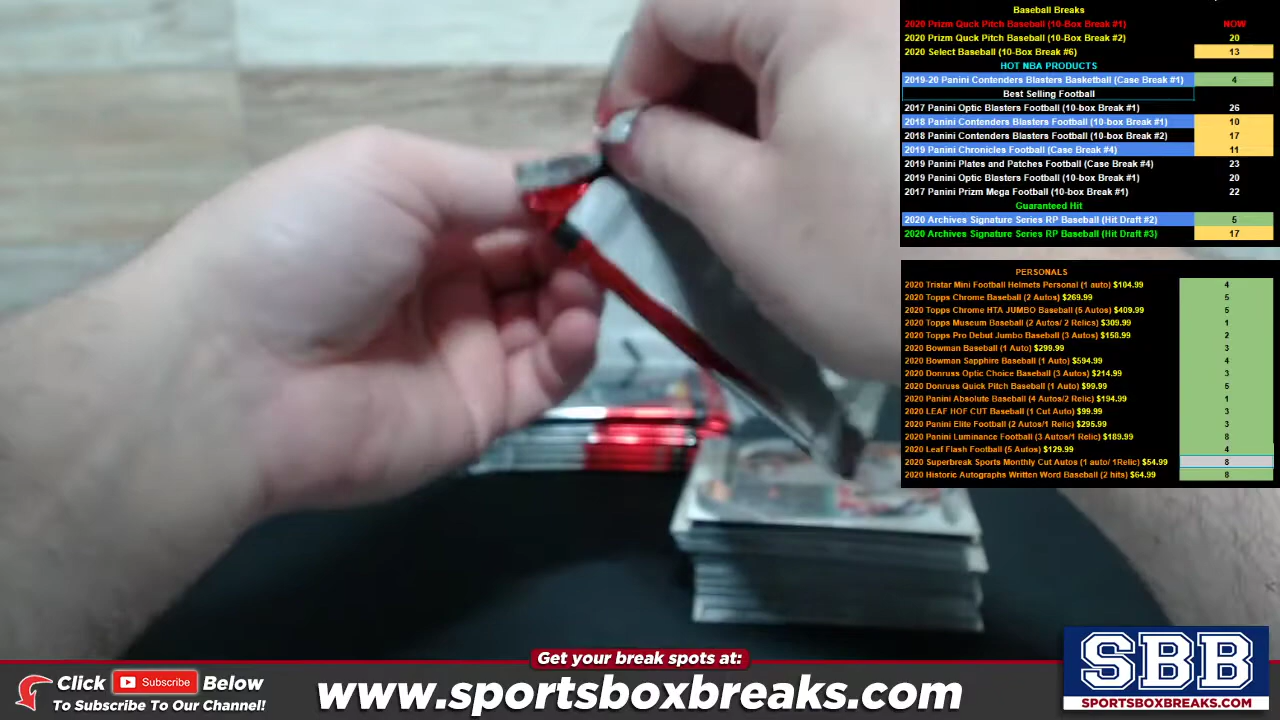 Baseball Breaks
2020 Prizm Quck Pitch Baseball (10-Box Break #1) NOW
2020 Prizm Quck Pitch Baseball (10-Box Break #2) 20
2020 Select Baseball (10-Box Break #6) 13
HOT NBA PRODUCTS
2019-20 Panini Contenders Blasters Basketball (Case Break #1) 4
Best Selling Football
2017 Panini Optic Blasters Football (10-box Break #1) 26
2018 Panini Contenders Blasters Football (10-box Break #1) 10
2018 Panini Contenders Blasters Football (10-box Break #2) 17
2019 Panini Chronicles Football (Case Break #4) 11
2019 Panini Plates and Patches Football (Case Break #4) 23
2019 Panini Optic Blasters Football (10-box Break #1) 20
2017 Panini Prizm Mega Football (10-box Break #1) 22
Guaranteed Hit
2020 Archives Signature Series RP Baseball (Hit Draft #2) 5
2020 Archives Signature Series RP Baseball (Hit Draft #3) 17
PERSONALS
2020 Tristar Mini Football Helmets Personal (1 auto) $104.99 4
2020 Topps Chrome Baseball (2 Autos) $269.99 5
2020 Topps Chrome HTA JUMBO Baseball (5 Autos) $409.99 5
2020 Topps Museum Baseball (2 Autos/ 2 Relics) $309.99 1
2020 Topps Pro Debut Jumbo Baseball (3 Autos) $158.99 2
2020 Bowman Baseball (1 Auto) $299.99 3
2020 Bowman Sapphire Baseball (1 Auto) $594.99 4
2020 Donruss Optic Choice Baseball (3 Autos) $214.99 3
2020 Donruss Quick Pitch Baseball (1 Auto) $99.99 5
2020 Panini Absolute Baseball (4 Autos/2 Relic) $194.99 1
2020 LEAF HOF CUT Baseball (1 Cut Auto) $99.99 3
2020 Panini Elite Football (2 Autos/1 Relic) $295.99 3
2020 Panini Luminance Football (3 Autos/1 Relic) $189.99 8
2020 Leaf Flash Football (5 Autos) $129.99 4
2020 Superbreak Sports Monthly Cut Autos (1 auto/ 1Relic) $54.99 8
2020 Historic Autographs Written Word Baseball (2 hits) $64.99 8
Get your break spots at:
Click Subscribe Below
To Subscribe To Our Channel!
www.sportsboxbreaks.com
SBB
SPORTSBOXBREAKS.COM